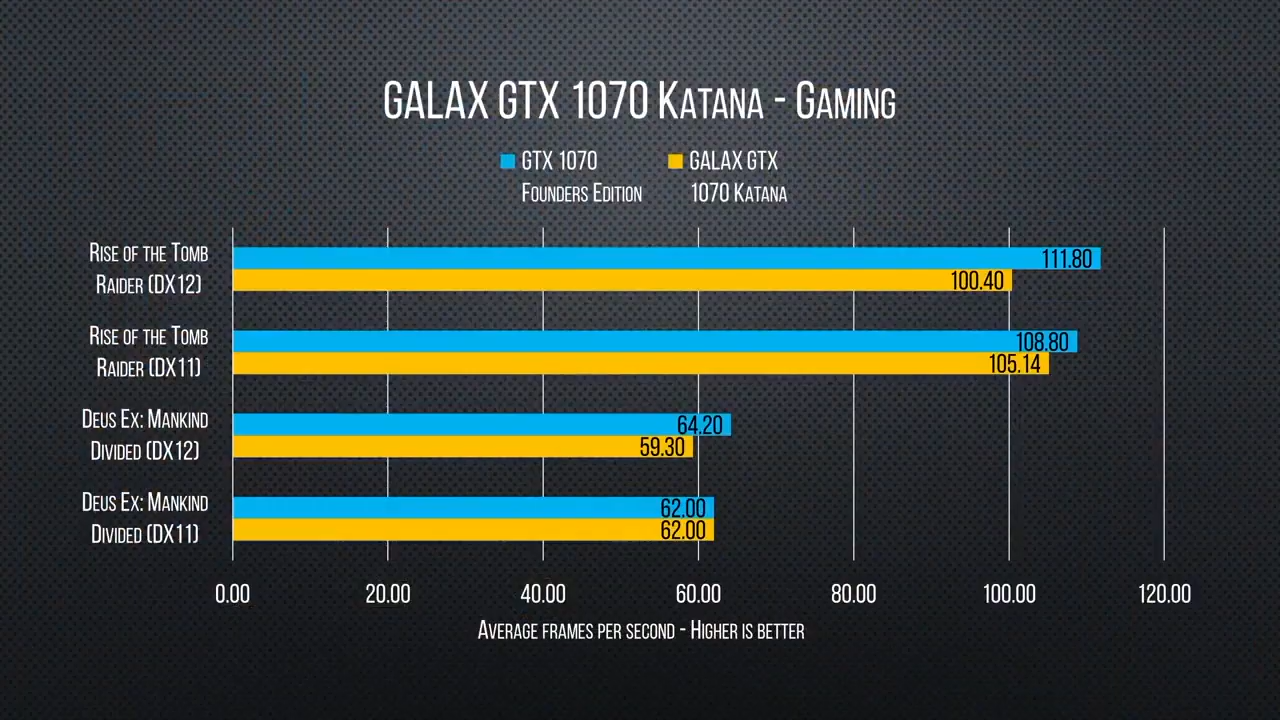 GALAX GTX 1070 Katana - Gaming
GTX 1070 Founders Edition
GALAX GTX 1070 Katana
Rise of the Tomb Raider (DX12)
111.80
100.40
Rise of the Tomb Raider (DX11)
108.80
105.14
Deus Ex: Mankind Divided (DX12)
64.20
59.30
Deus Ex: Mankind Divided (DX11)
62.00
62.00
0.00 20.00 40.00 60.00 80.00 100.00 120.00
Average frames per second - Higher is better